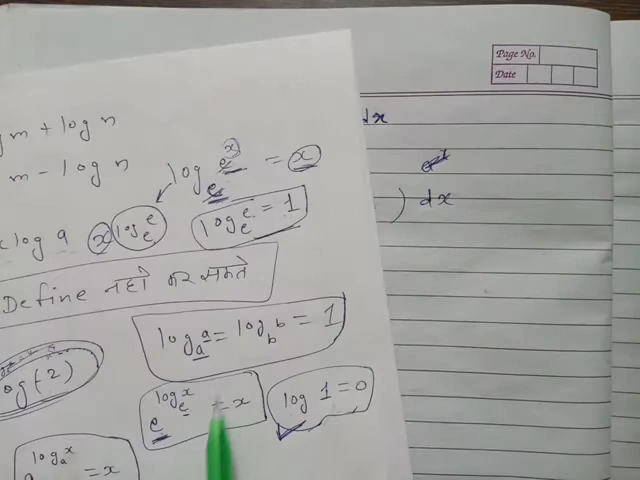 Page No.
Date
dx
g m + log n
m - log n
log_e e^x = x
x log a
x log_e e
log_e e = 1
) dx
Define नहीं कर सकते
log_a a = log_b b = 1
log(-2)
e^{log_e x} = x
log 1 = 0
a^{log_a x} = x